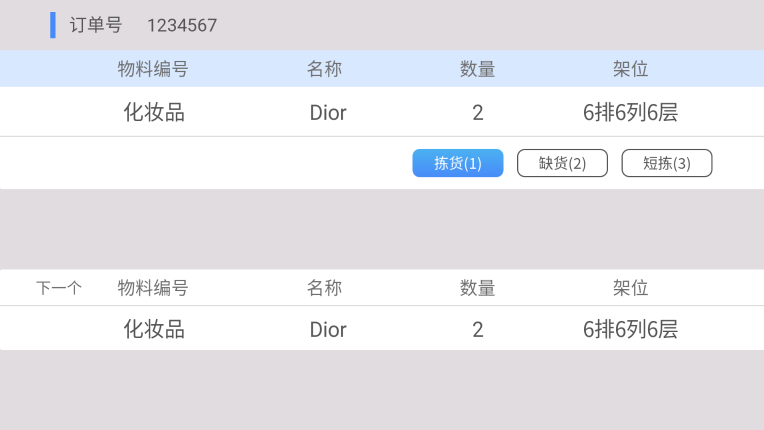 订单号 1234567
物料编号 名称 数量 架位
化妆品 Dior 2 6排6列6层
拣货(1) 缺货(2) 短拣(3)
下一个 物料编号 名称 数量 架位
化妆品 Dior 2 6排6列6层